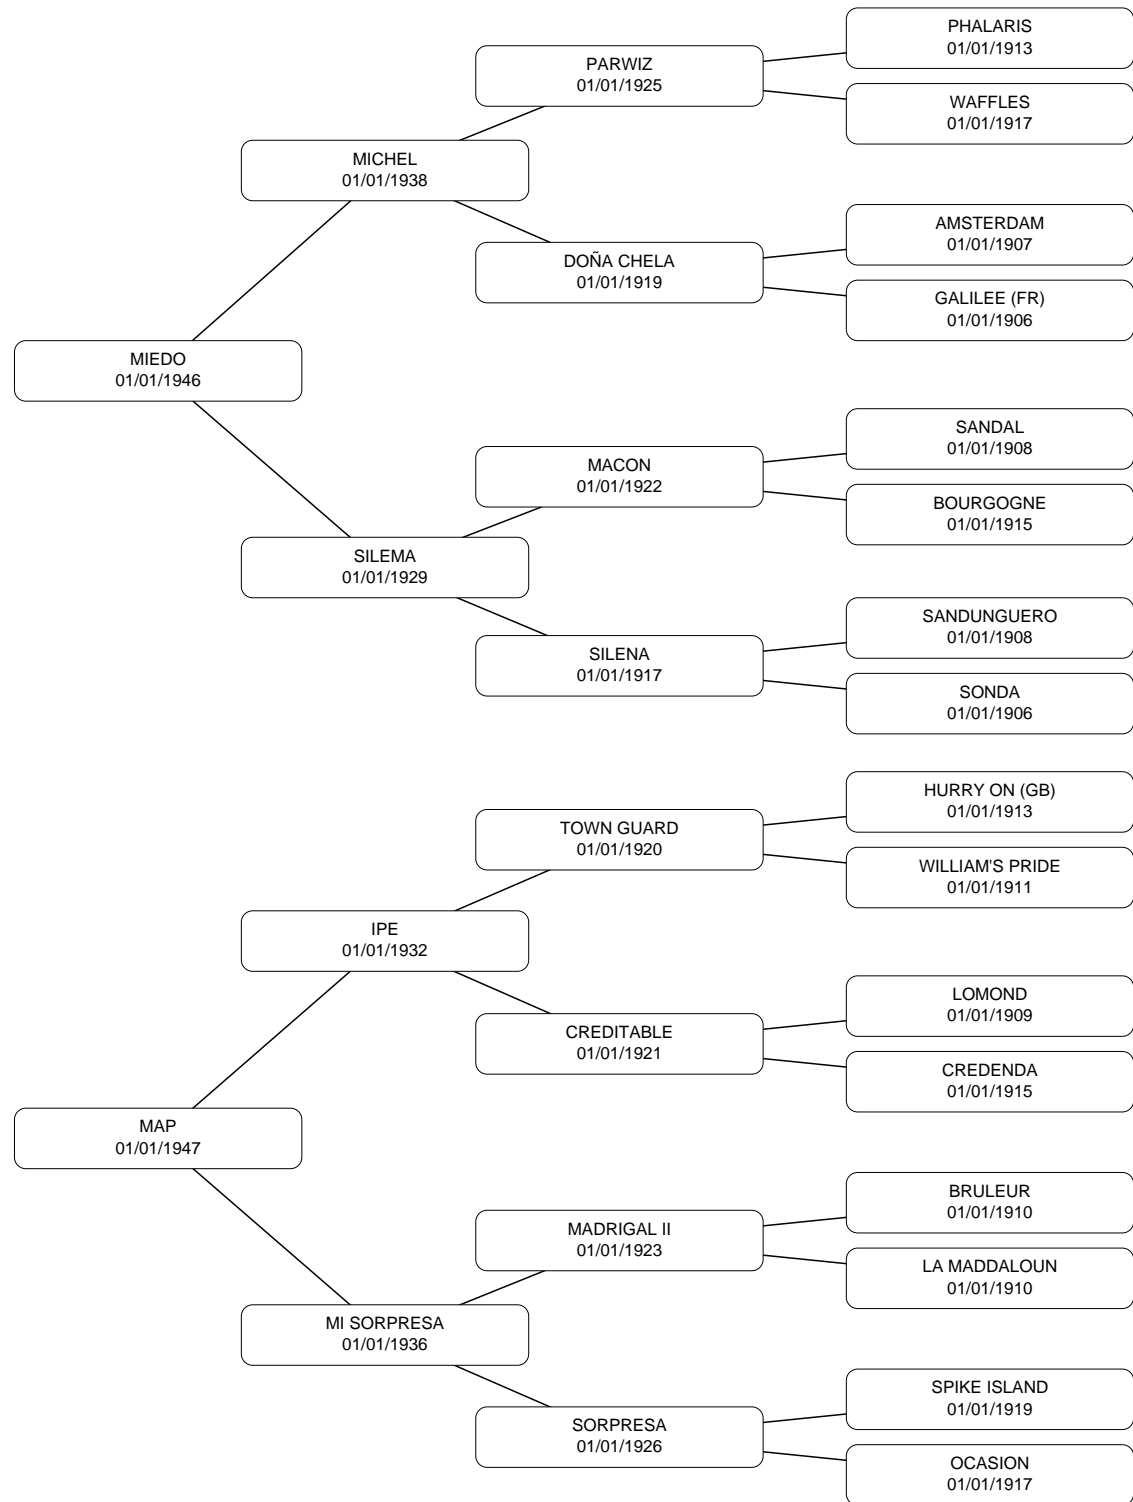 PHALARIS
01/01/1913
PARWIZ
01/01/1925
WAFFLES
01/01/1917
MICHEL
01/01/1938
AMSTERDAM
01/01/1907
DOÑA CHELA
01/01/1919
GALILEE (FR)
01/01/1906
MIEDO
01/01/1946
SANDAL
01/01/1908
MACON
01/01/1922
BOURGOGNE
01/01/1915
SILEMA
01/01/1929
SANDUNGUERO
01/01/1908
SILENA
01/01/1917
SONDA
01/01/1906
HURRY ON (GB)
01/01/1913
TOWN GUARD
01/01/1920
WILLIAM'S PRIDE
01/01/1911
IPE
01/01/1932
LOMOND
01/01/1909
CREDITABLE
01/01/1921
CREDENDA
01/01/1915
MAP
01/01/1947
BRULEUR
01/01/1910
MADRIGAL II
01/01/1923
LA MADDALOUN
01/01/1910
MI SORPRESA
01/01/1936
SPIKE ISLAND
01/01/1919
SORPRESA
01/01/1926
OCASION
01/01/1917